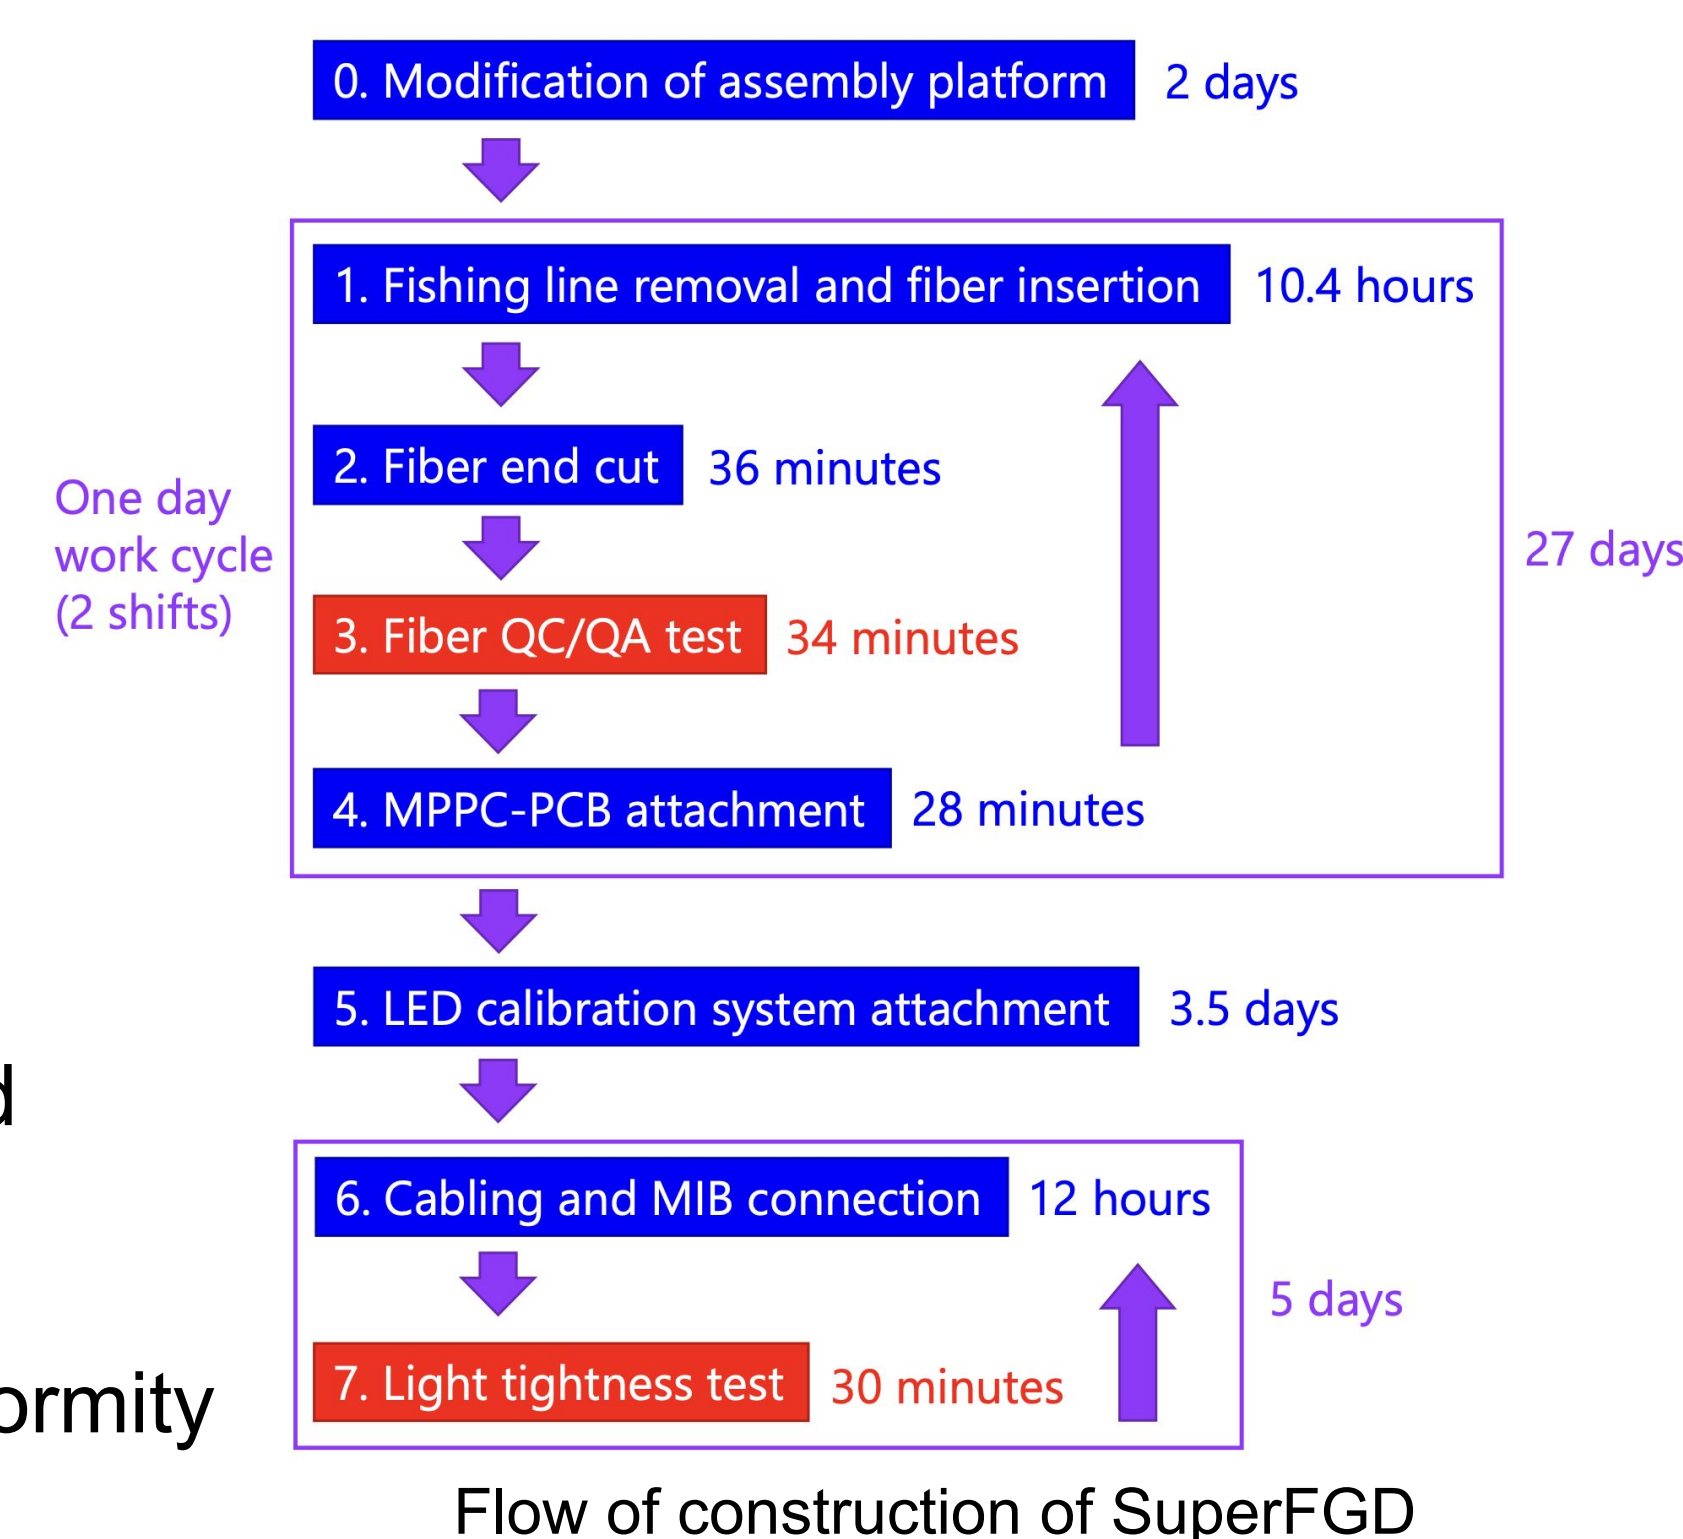 0. Modification of assembly platform 2 days
1. Fishing line removal and fiber insertion 10.4 hours
2. Fiber end cut 36 minutes
One day
work cycle
(2 shifts)
27 days
3. Fiber QC/QA test 34 minutes
4. MPPC-PCB attachment 28 minutes
5. LED calibration system attachment 3.5 days
d
6. Cabling and MIB connection 12 hours
5 days
7. Light tightness test 30 minutes
ormity
Flow of construction of SuperFGD